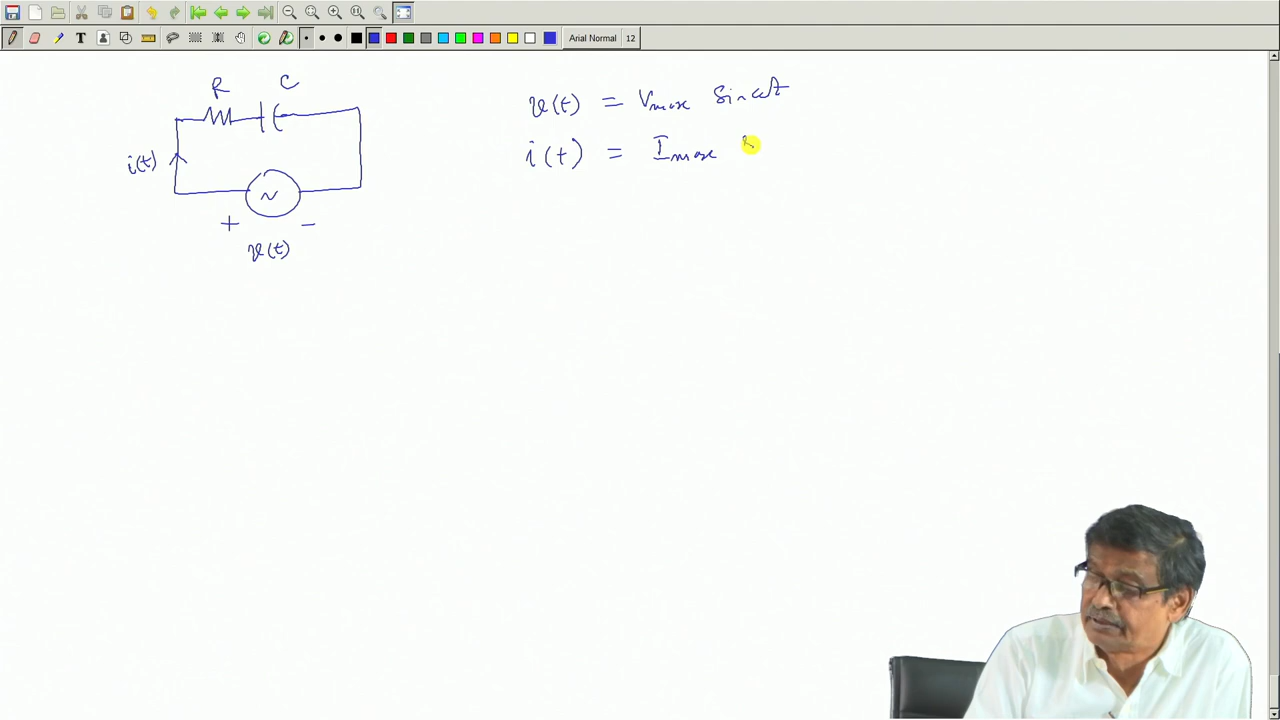 Arial Normal 12
R C
v(t) = Vmax Sin ωt
i(t)
i(t) = Imax
+ ~ −
v(t)